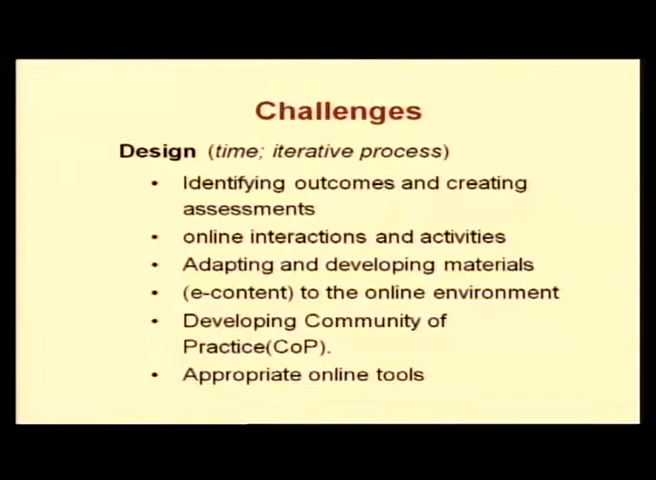 Challenges
Design (time; iterative process)
• Identifying outcomes and creating
assessments
• online interactions and activities
• Adapting and developing materials
• (e-content) to the online environment
• Developing Community of
Practice(CoP).
• Appropriate online tools